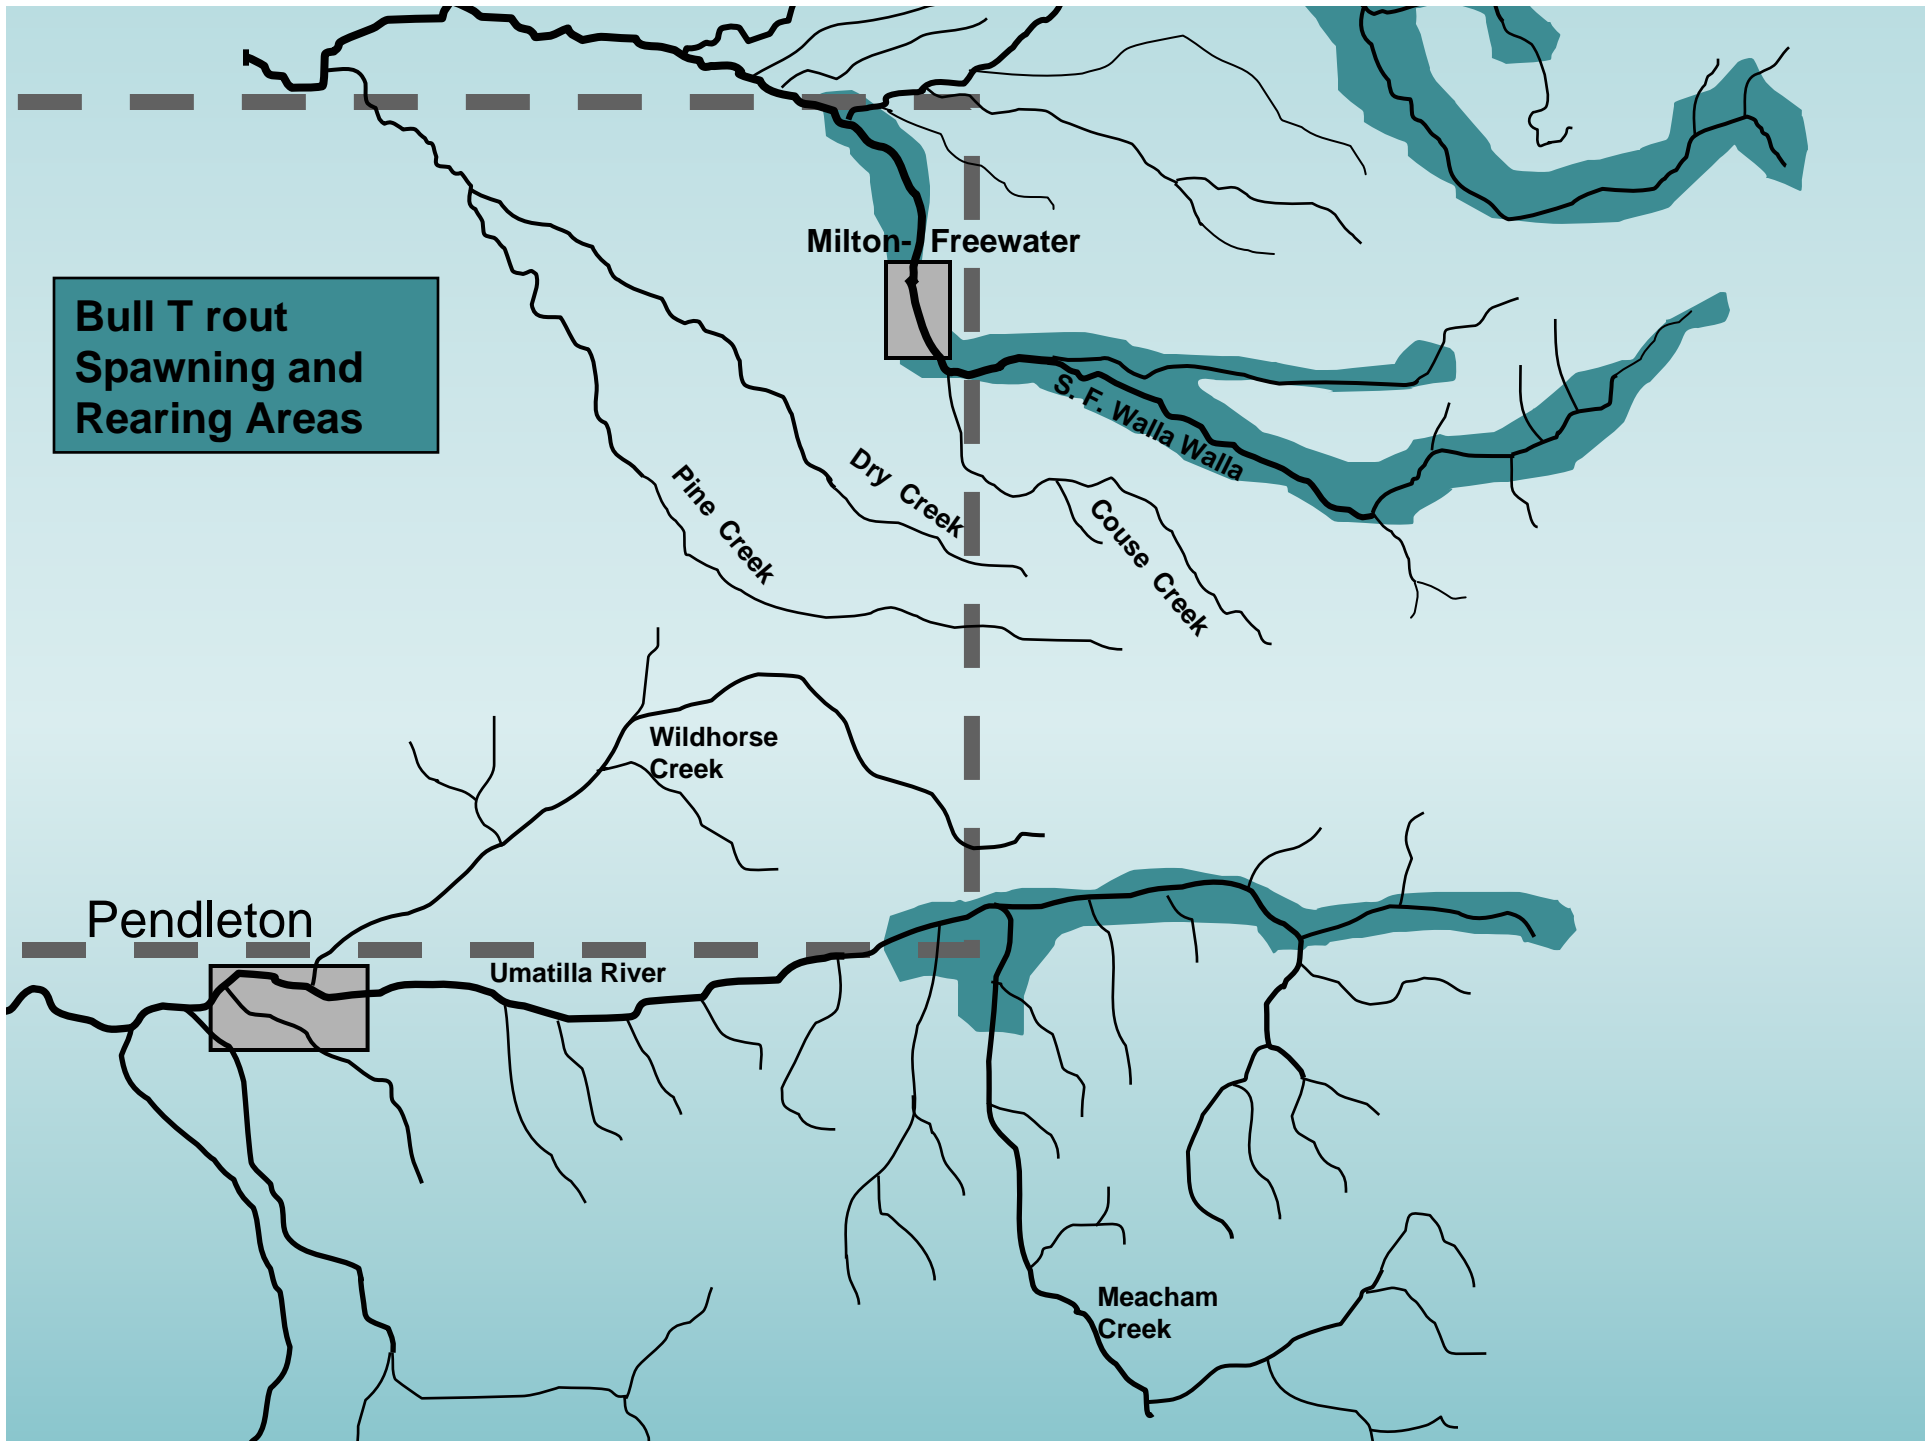 Milton- Freewater
Bull T rout
Spawning and
Rearing Areas
S. F. Walla Walla
Pine Creek
Dry Creek
Couse Creek
Wildhorse
Creek
Pendleton
Umatilla River
Meacham
Creek